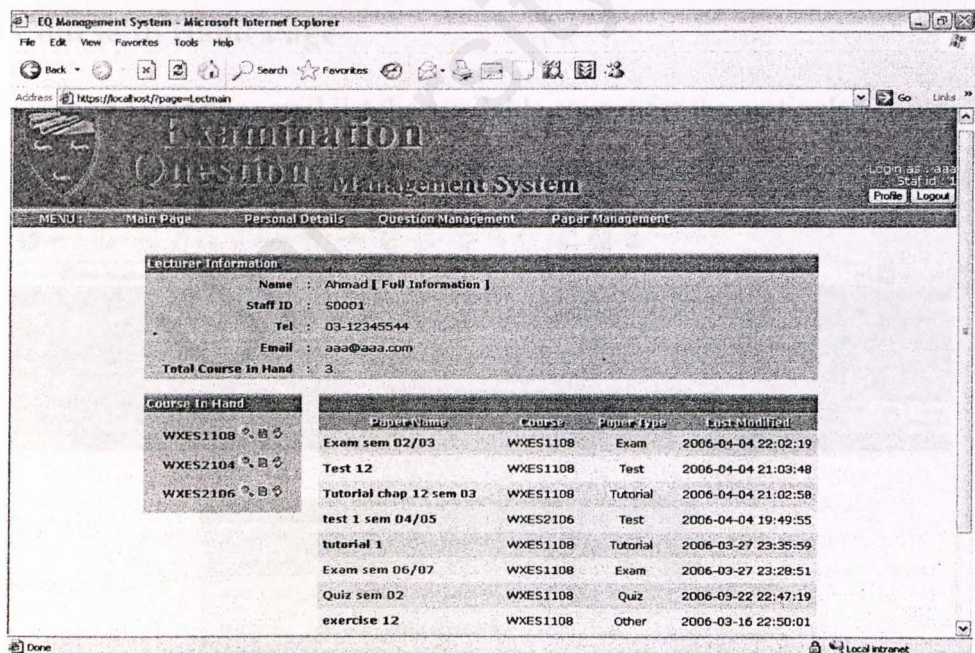 EQ Management System - Microsoft Internet Explorer
File Edit View Favorites Tools Help
Back Search Favorites
Address https://localhost/?page=Lectmain Go Links »
Examination
Question Management System
Login as : aaa
Staf id : 1
Profile Logout
MENU : Main Page Personal Details Question Management Paper Management
Lecturer Information
Name : Ahmad [ Full Information ]
Staff ID : S0001
Tel : 03-12345544
Email : aaa@aaa.com
Total Course In Hand : 3
Course In Hand
WXES1108
WXES2104
WXES2106
Paper Name Course Paper Type Last Modified
Exam sem 02/03 WXES1108 Exam 2006-04-04 22:02:19
Test 12 WXES1108 Test 2006-04-04 21:03:48
Tutorial chap 12 sem 03 WXES1108 Tutorial 2006-04-04 21:02:58
test 1 sem 04/05 WXES2106 Test 2006-04-04 19:49:55
tutorial 1 WXES1108 Tutorial 2006-03-27 23:35:59
Exam sem 06/07 WXES1108 Exam 2006-03-27 23:28:51
Quiz sem 02 WXES1108 Quiz 2006-03-22 22:47:19
exercise 12 WXES1108 Other 2006-03-16 22:50:01
Done Local intranet